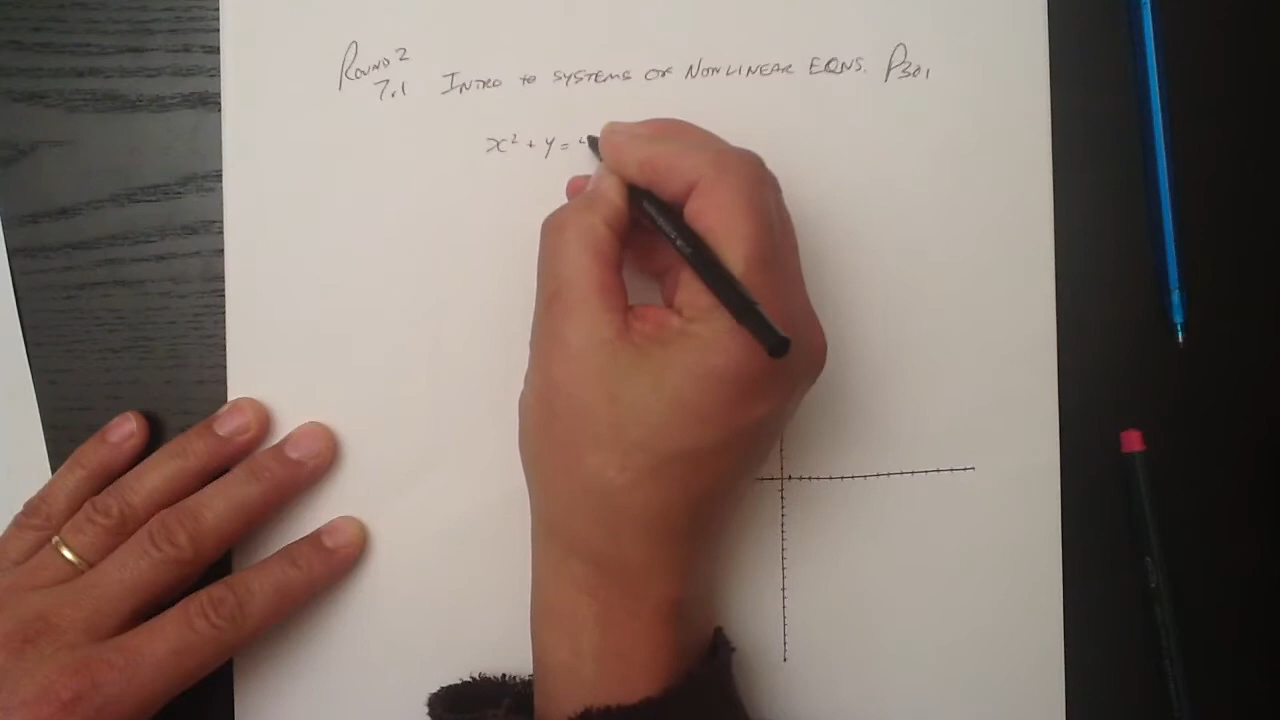 ROUND 2
7.1 INTRO to SYSTEMS OF NONLINEAR EQNS. P301
x² + y =